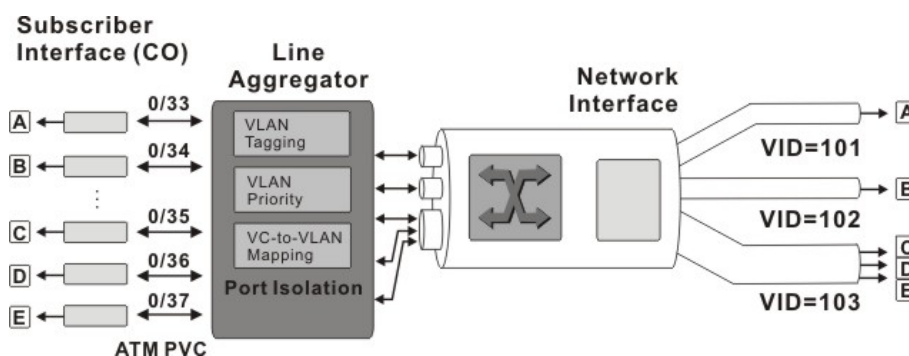 Subscriber
Interface (CO)
Line
Aggregator
Network
Interface
A
0/33
VLAN
Tagging
A
VID=101
B
0/34
VLAN
Priority
B
VID=102
C
0/35
VC-to-VLAN
Mapping
C
D
0/36
Port Isolation
D
B
VID=103
E
0/37
ATM PVC